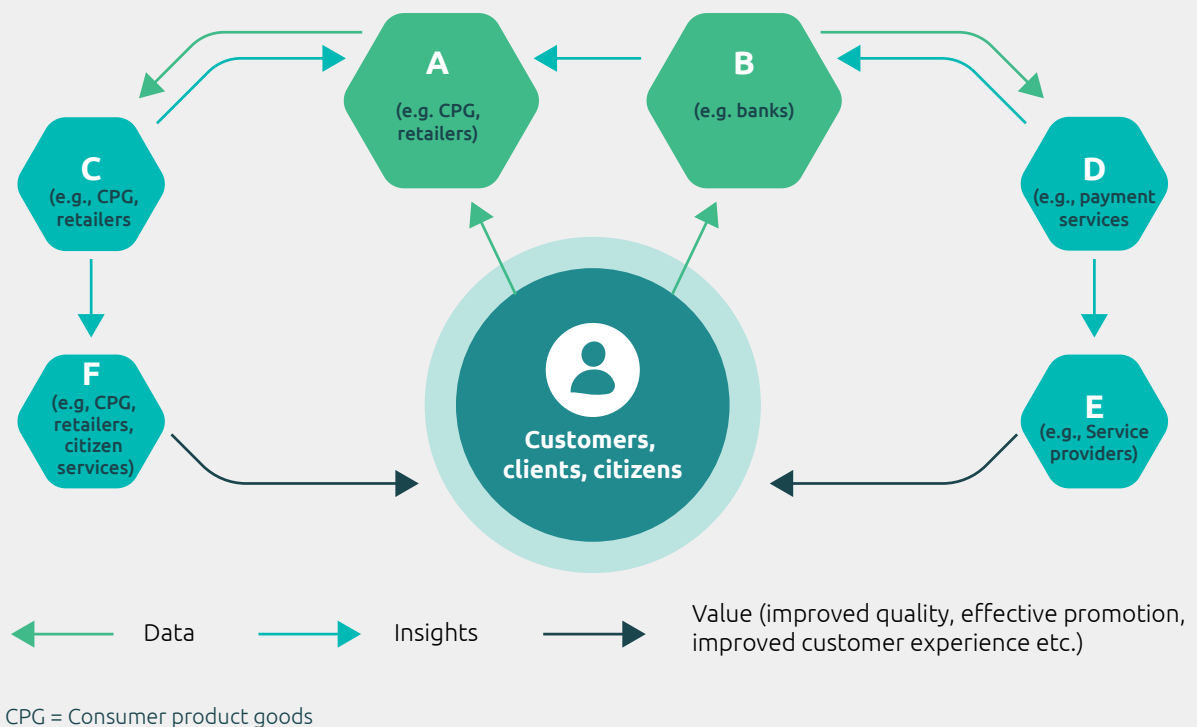 A
(e.g. CPG,
retailers)
B
(e.g. banks)
C
(e.g., CPG,
retailers
D
(e.g., payment
services
F
(e.g, CPG,
retailers,
citizen
services)
E
(e.g., Service
providers)
Customers,
clients, citizens
Data
Insights
Value (improved quality, effective promotion,
improved customer experience etc.)
CPG = Consumer product goods